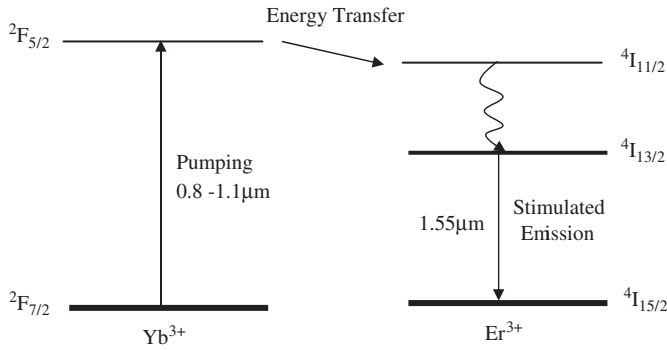 Energy Transfer
²F₅/₂
⁴I₁₁/₂
⁴I₁₃/₂
Pumping
0.8 -1.1μm
1.55μm
Stimulated
Emission
²F₇/₂
⁴I₁₅/₂
Yb³⁺
Er³⁺